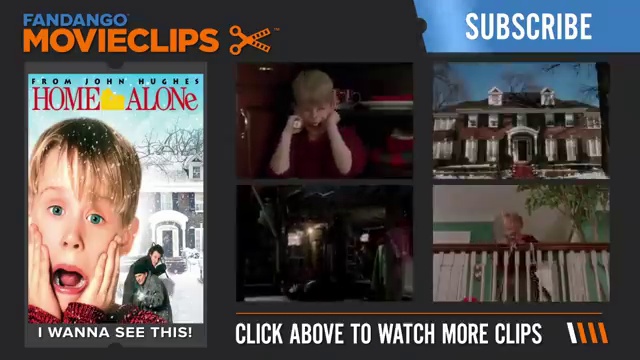 FANDANGO
MOVIECLIPS
SUBSCRIBE
FROM JOHN HUGHES
HOME ALONe
I WANNA SEE THIS!
CLICK ABOVE TO WATCH MORE CLIPS